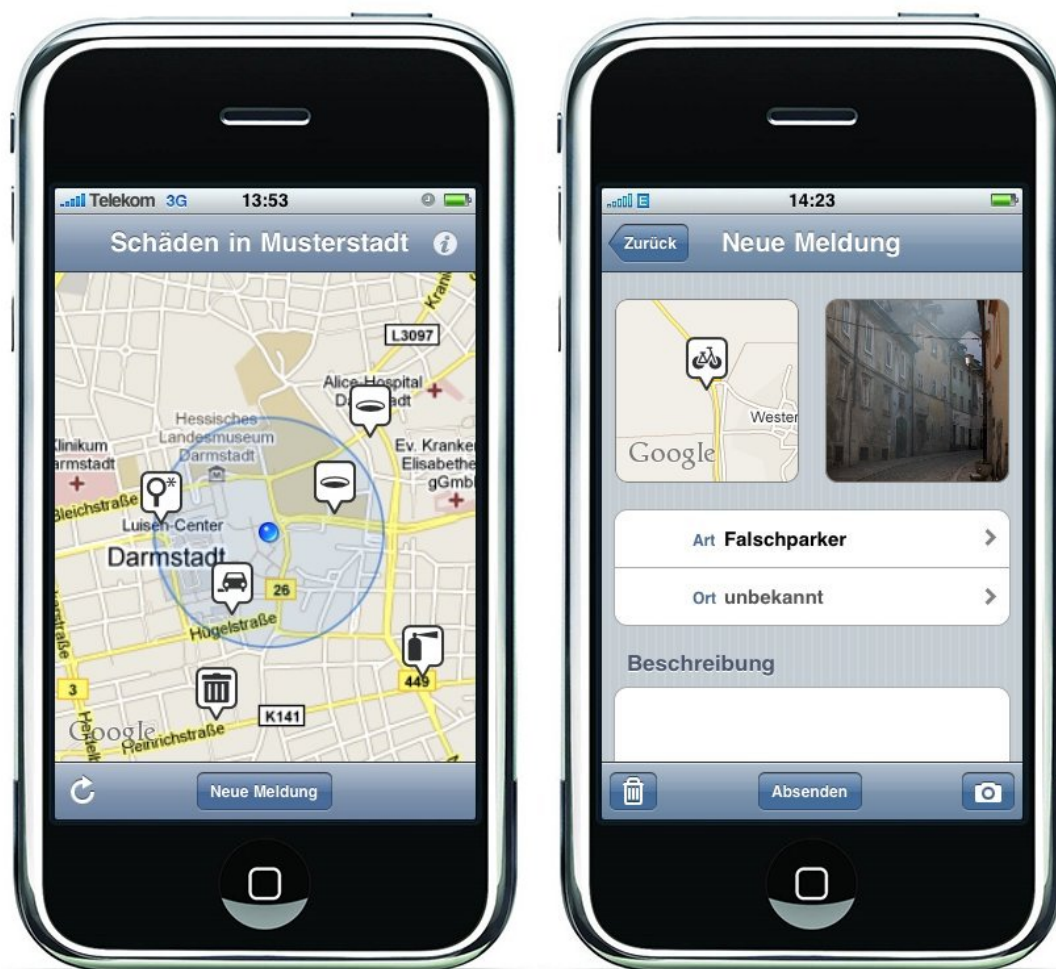 Telekom 3G 13:53
Schäden in Musterstadt i
L3097
Alice-Hospital
Hessisches
Landesmuseum
Darmstadt
Klinikum
Ev. Kranken
Elisabethe
gGmb
Bleichstraße
Luisen-Center
Darmstadt
26
Hügelstraße
449
3
K141
Google
Heinrichstraße
Neue Meldung
E 14:23
Zurück Neue Meldung
Wester
Google
Art Falschparker
Ort unbekannt
Beschreibung
Absenden